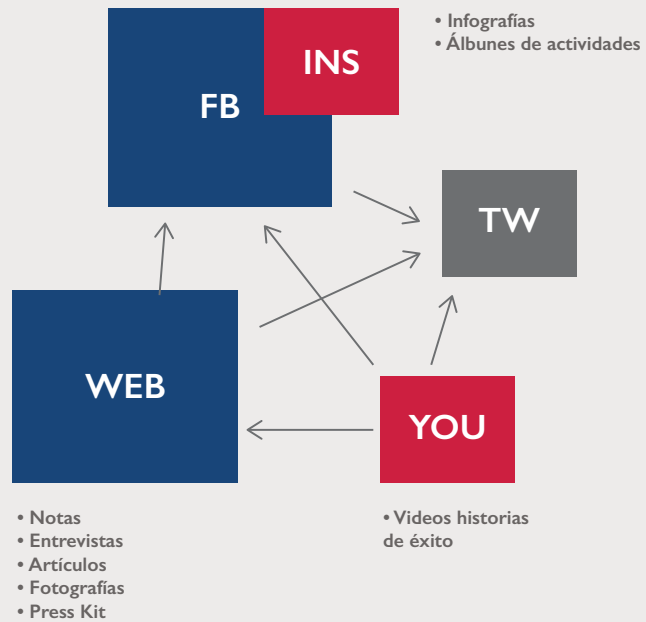 INS
• Infografías
• Álbunes de actividades
FB
TW
WEB
YOU
• Notas
• Entrevistas
• Artículos
• Fotografías
• Press Kit
• Videos historias
de éxito